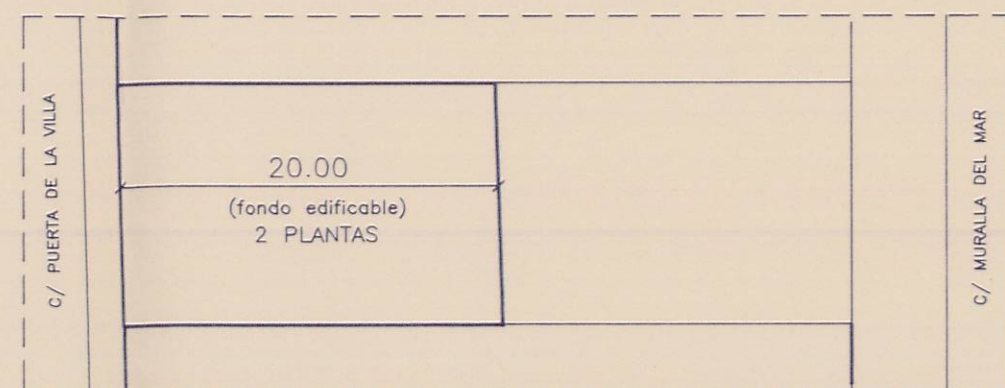 C/ PUERTA DE LA VILLA
20.00
(fondo edificable)
2 PLANTAS
C/ MURALLA DEL MAR